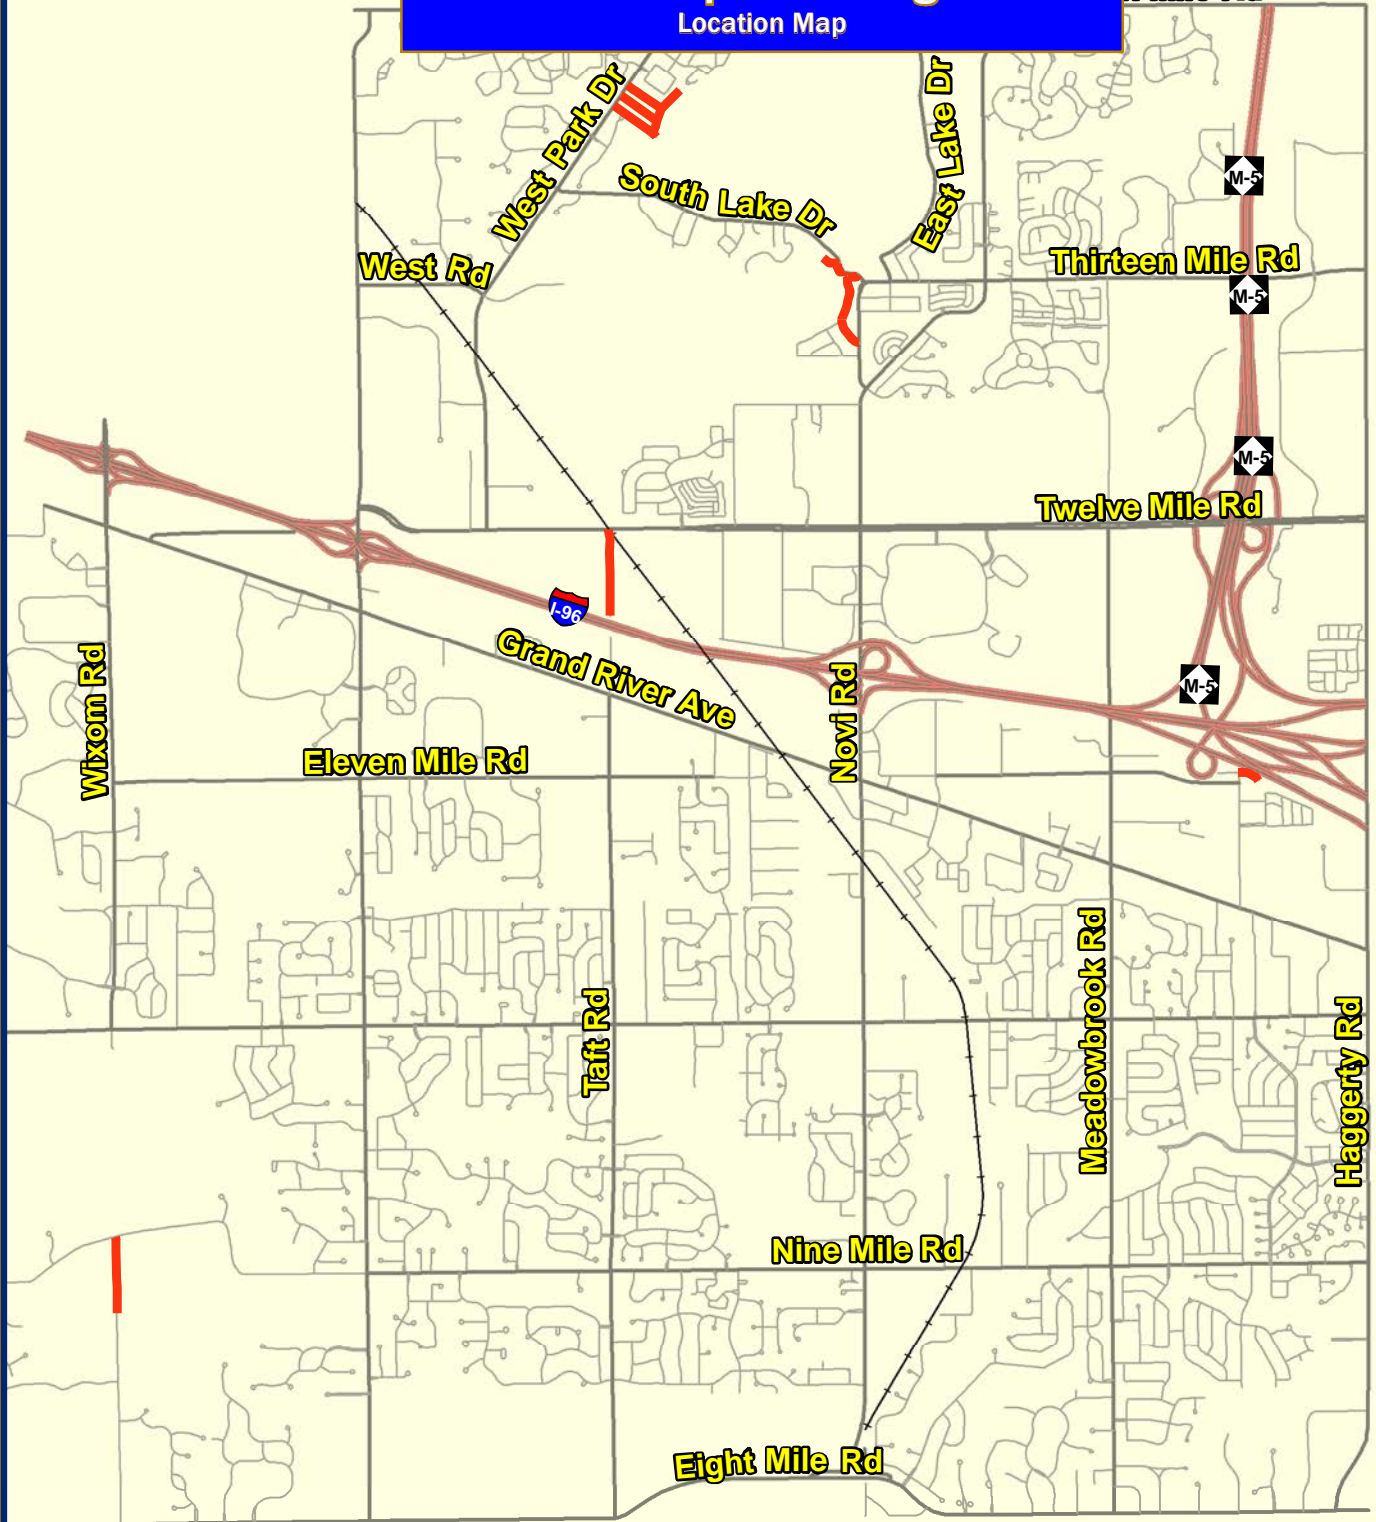 Location Map
West Park Dr
East Lake Dr
M-5
South Lake Dr
West Rd
Thirteen Mile Rd
M-5
M-5
Twelve Mile Rd
I-96
Grand River Ave
Wixom Rd
Novi Rd
M-5
Eleven Mile Rd
Taft Rd
Meadowbrook Rd
Haggerty Rd
Nine Mile Rd
Eight Mile Rd